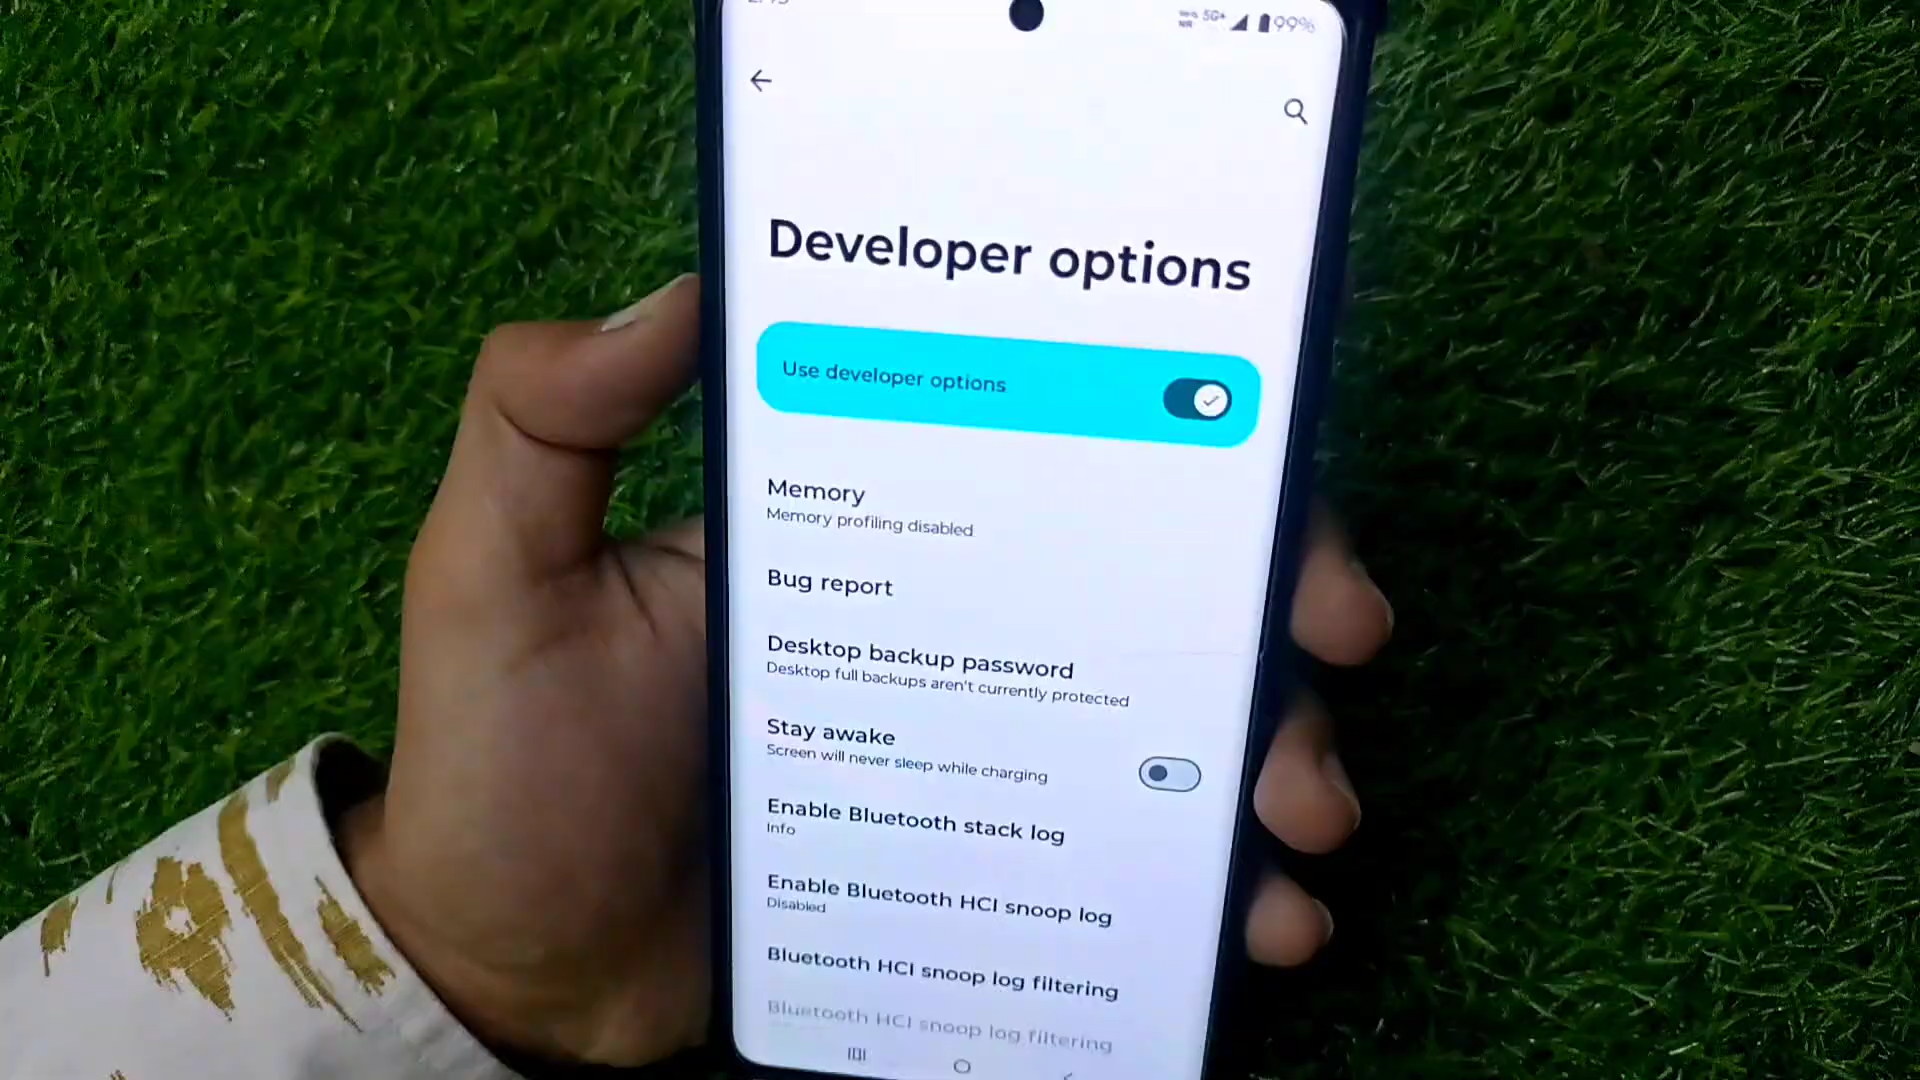 5G+ 99%
Developer options
Use developer options
Memory
Memory profiling disabled
Bug report
Desktop backup password
Desktop full backups aren't currently protected
Stay awake
Screen will never sleep while charging
Enable Bluetooth stack log
Info
Enable Bluetooth HCI snoop log
Disabled
Bluetooth HCI snoop log filtering
Bluetooth HCI snoop log filtering